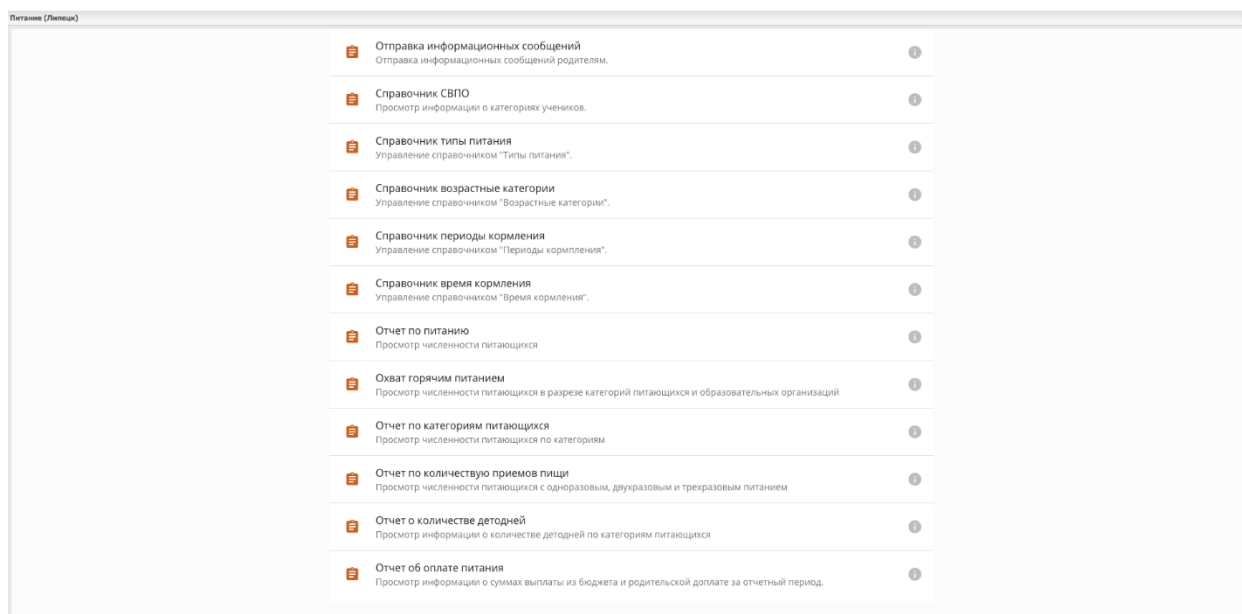 Питание (Липецк)
Отправка информационных сообщений
Отправка информационных сообщений родителям.
Справочник СВПО
Просмотр информации о категориях учеников.
Справочник типы питания
Управление справочником "Типы питания".
Справочник возрастные категории
Управление справочником "Возрастные категории".
Справочник периоды кормления
Управление справочником "Периоды кормпления".
Справочник время кормления
Управление справочником "Время кормления".
Отчет по питанию
Просмотр численности питающихся
Охват горячим питанием
Просмотр численности питающихся в разрезе категорий питающихся и образовательных организаций
Отчет по категориям питающихся
Просмотр численности питающихся по категориям
Отчет по количествую приемов пищи
Просмотр численности питающихся с одноразовым, двухразовым и трехразовым питанием
Отчет о количестве детодней
Просмотр информации о количестве детодней по категориям питающихся
Отчет об оплате питания
Просмотр информации о суммах выплаты из бюджета и родительской доплате за отчетный период.